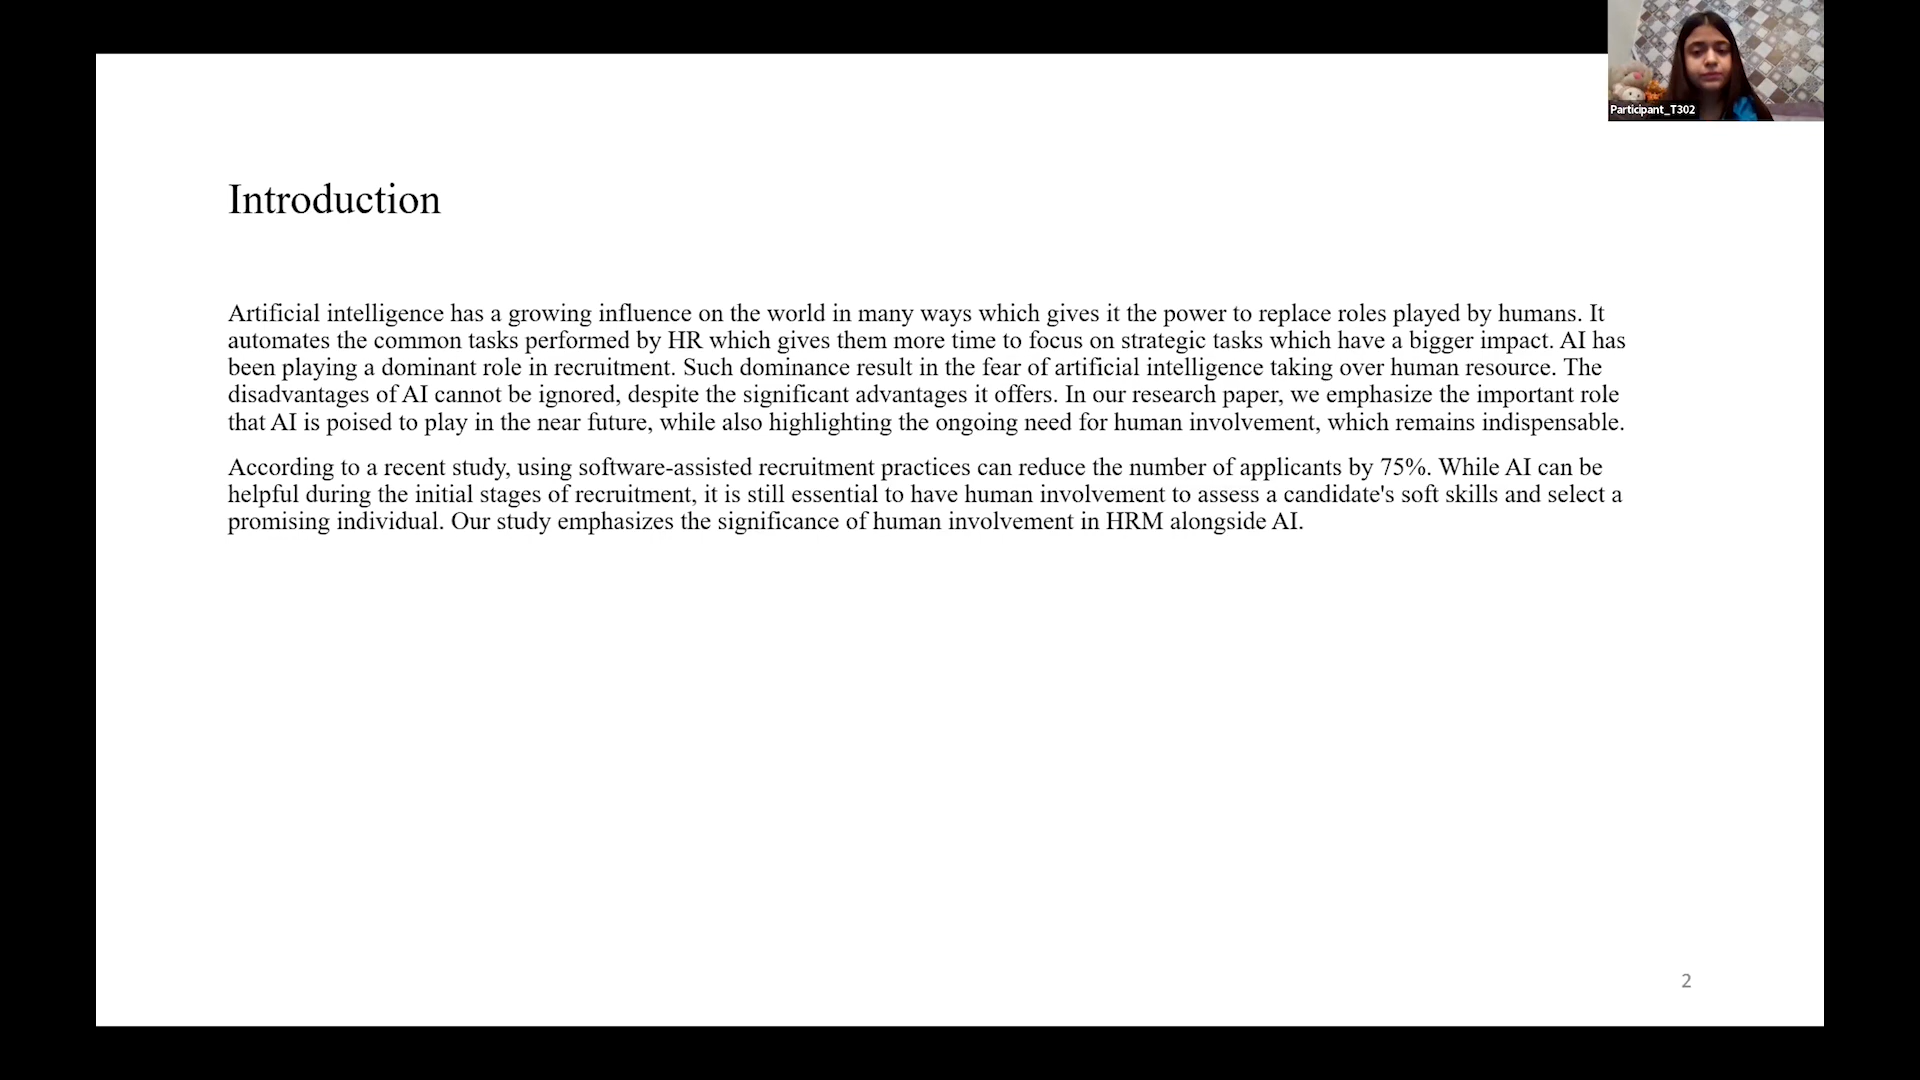 Participant_T302
Introduction
Artificial intelligence has a growing influence on the world in many ways which gives it the power to replace roles played by humans. It
automates the common tasks performed by HR which gives them more time to focus on strategic tasks which have a bigger impact. AI has
been playing a dominant role in recruitment. Such dominance result in the fear of artificial intelligence taking over human resource. The
disadvantages of AI cannot be ignored, despite the significant advantages it offers. In our research paper, we emphasize the important role
that AI is poised to play in the near future, while also highlighting the ongoing need for human involvement, which remains indispensable.
According to a recent study, using software-assisted recruitment practices can reduce the number of applicants by 75%. While AI can be
helpful during the initial stages of recruitment, it is still essential to have human involvement to assess a candidate's soft skills and select a
promising individual. Our study emphasizes the significance of human involvement in HRM alongside AI.
2